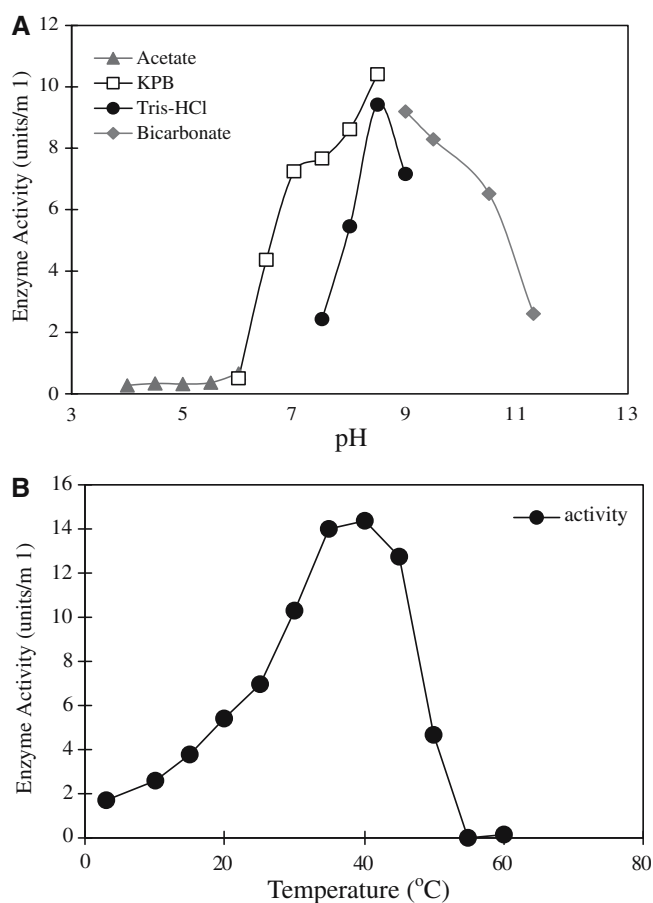 A
12
10
8
6
4
2
0
Enzyme Activity (units/m 1)
Acetate
KPB
Tris-HCl
Bicarbonate
3 5 7 9 11 13
pH
B
16
14
12
10
8
6
4
2
0
Enzyme Activity (units/m 1)
activity
0 20 40 60 80
Temperature (°C)